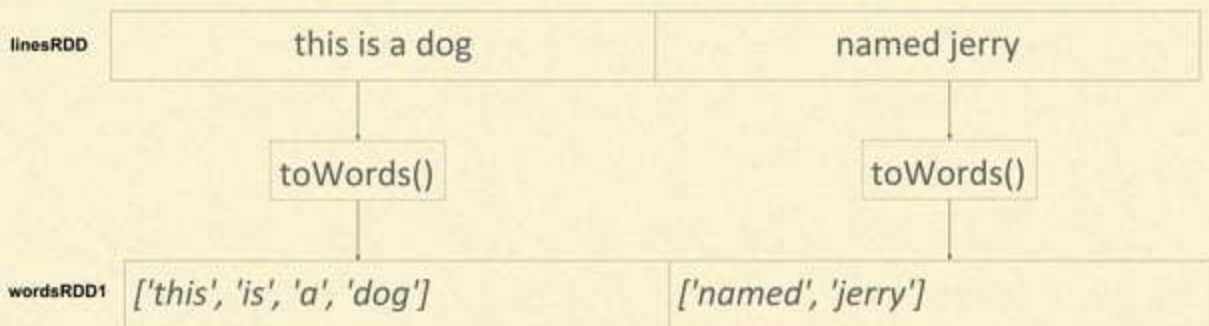 linesRDD this is a dog named jerry
toWords() toWords()
wordsRDD1 ['this', 'is', 'a', 'dog'] ['named', 'jerry']